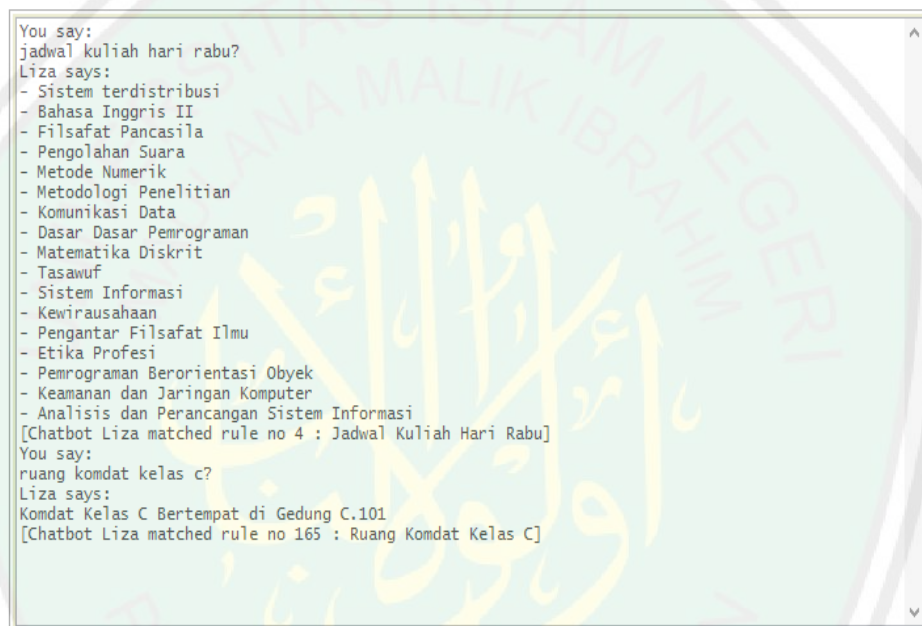 You say:
jadwal kuliah hari rabu?
Liza says:
- Sistem terdistribusi
- Bahasa Inggris II
- Filsafat Pancasila
- Pengolahan Suara
- Metode Numerik
- Metodologi Penelitian
- Komunikasi Data
- Dasar Dasar Pemrograman
- Matematika Diskrit
- Tasawuf
- Sistem Informasi
- Kewirausahaan
- Pengantar Filsafat Ilmu
- Etika Profesi
- Pemrograman Berorientasi Obyek
- Keamanan dan Jaringan Komputer
- Analisis dan Perancangan Sistem Informasi
[Chatbot Liza matched rule no 4 : Jadwal Kuliah Hari Rabu]
You say:
ruang komdat kelas c?
Liza says:
Komdat Kelas C Bertempat di Gedung C.101
[Chatbot Liza matched rule no 165 : Ruang Komdat Kelas C]